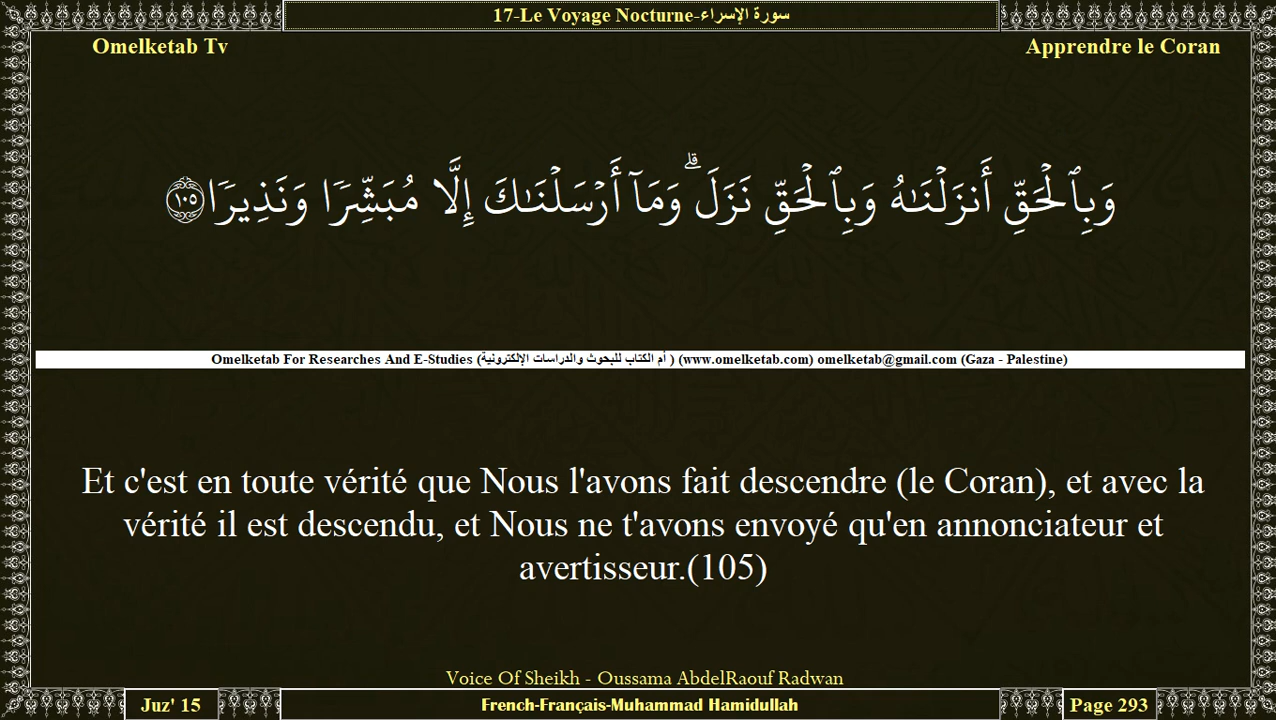 17-Le Voyage Nocturne-سورة الإسراء
Omelketab Tv
Apprendre le Coran
وَبِٱلْحَقِّ أَنزَلْنَٰهُ وَبِٱلْحَقِّ نَزَلَ ۗ وَمَآ أَرْسَلْنَٰكَ إِلَّا مُبَشِّرًا وَنَذِيرًا ١٠٥
Omelketab For Researches And E-Studies (أم الكتاب للبحوث والدراسات الإلكترونية ) (www.omelketab.com) omelketab@gmail.com (Gaza - Palestine)
Et c'est en toute vérité que Nous l'avons fait descendre (le Coran), et avec la
vérité il est descendu, et Nous ne t'avons envoyé qu'en annonciateur et
avertisseur.(105)
Voice Of Sheikh - Oussama AbdelRaouf Radwan
Juz' 15
French-Français-Muhammad Hamidullah
Page 293